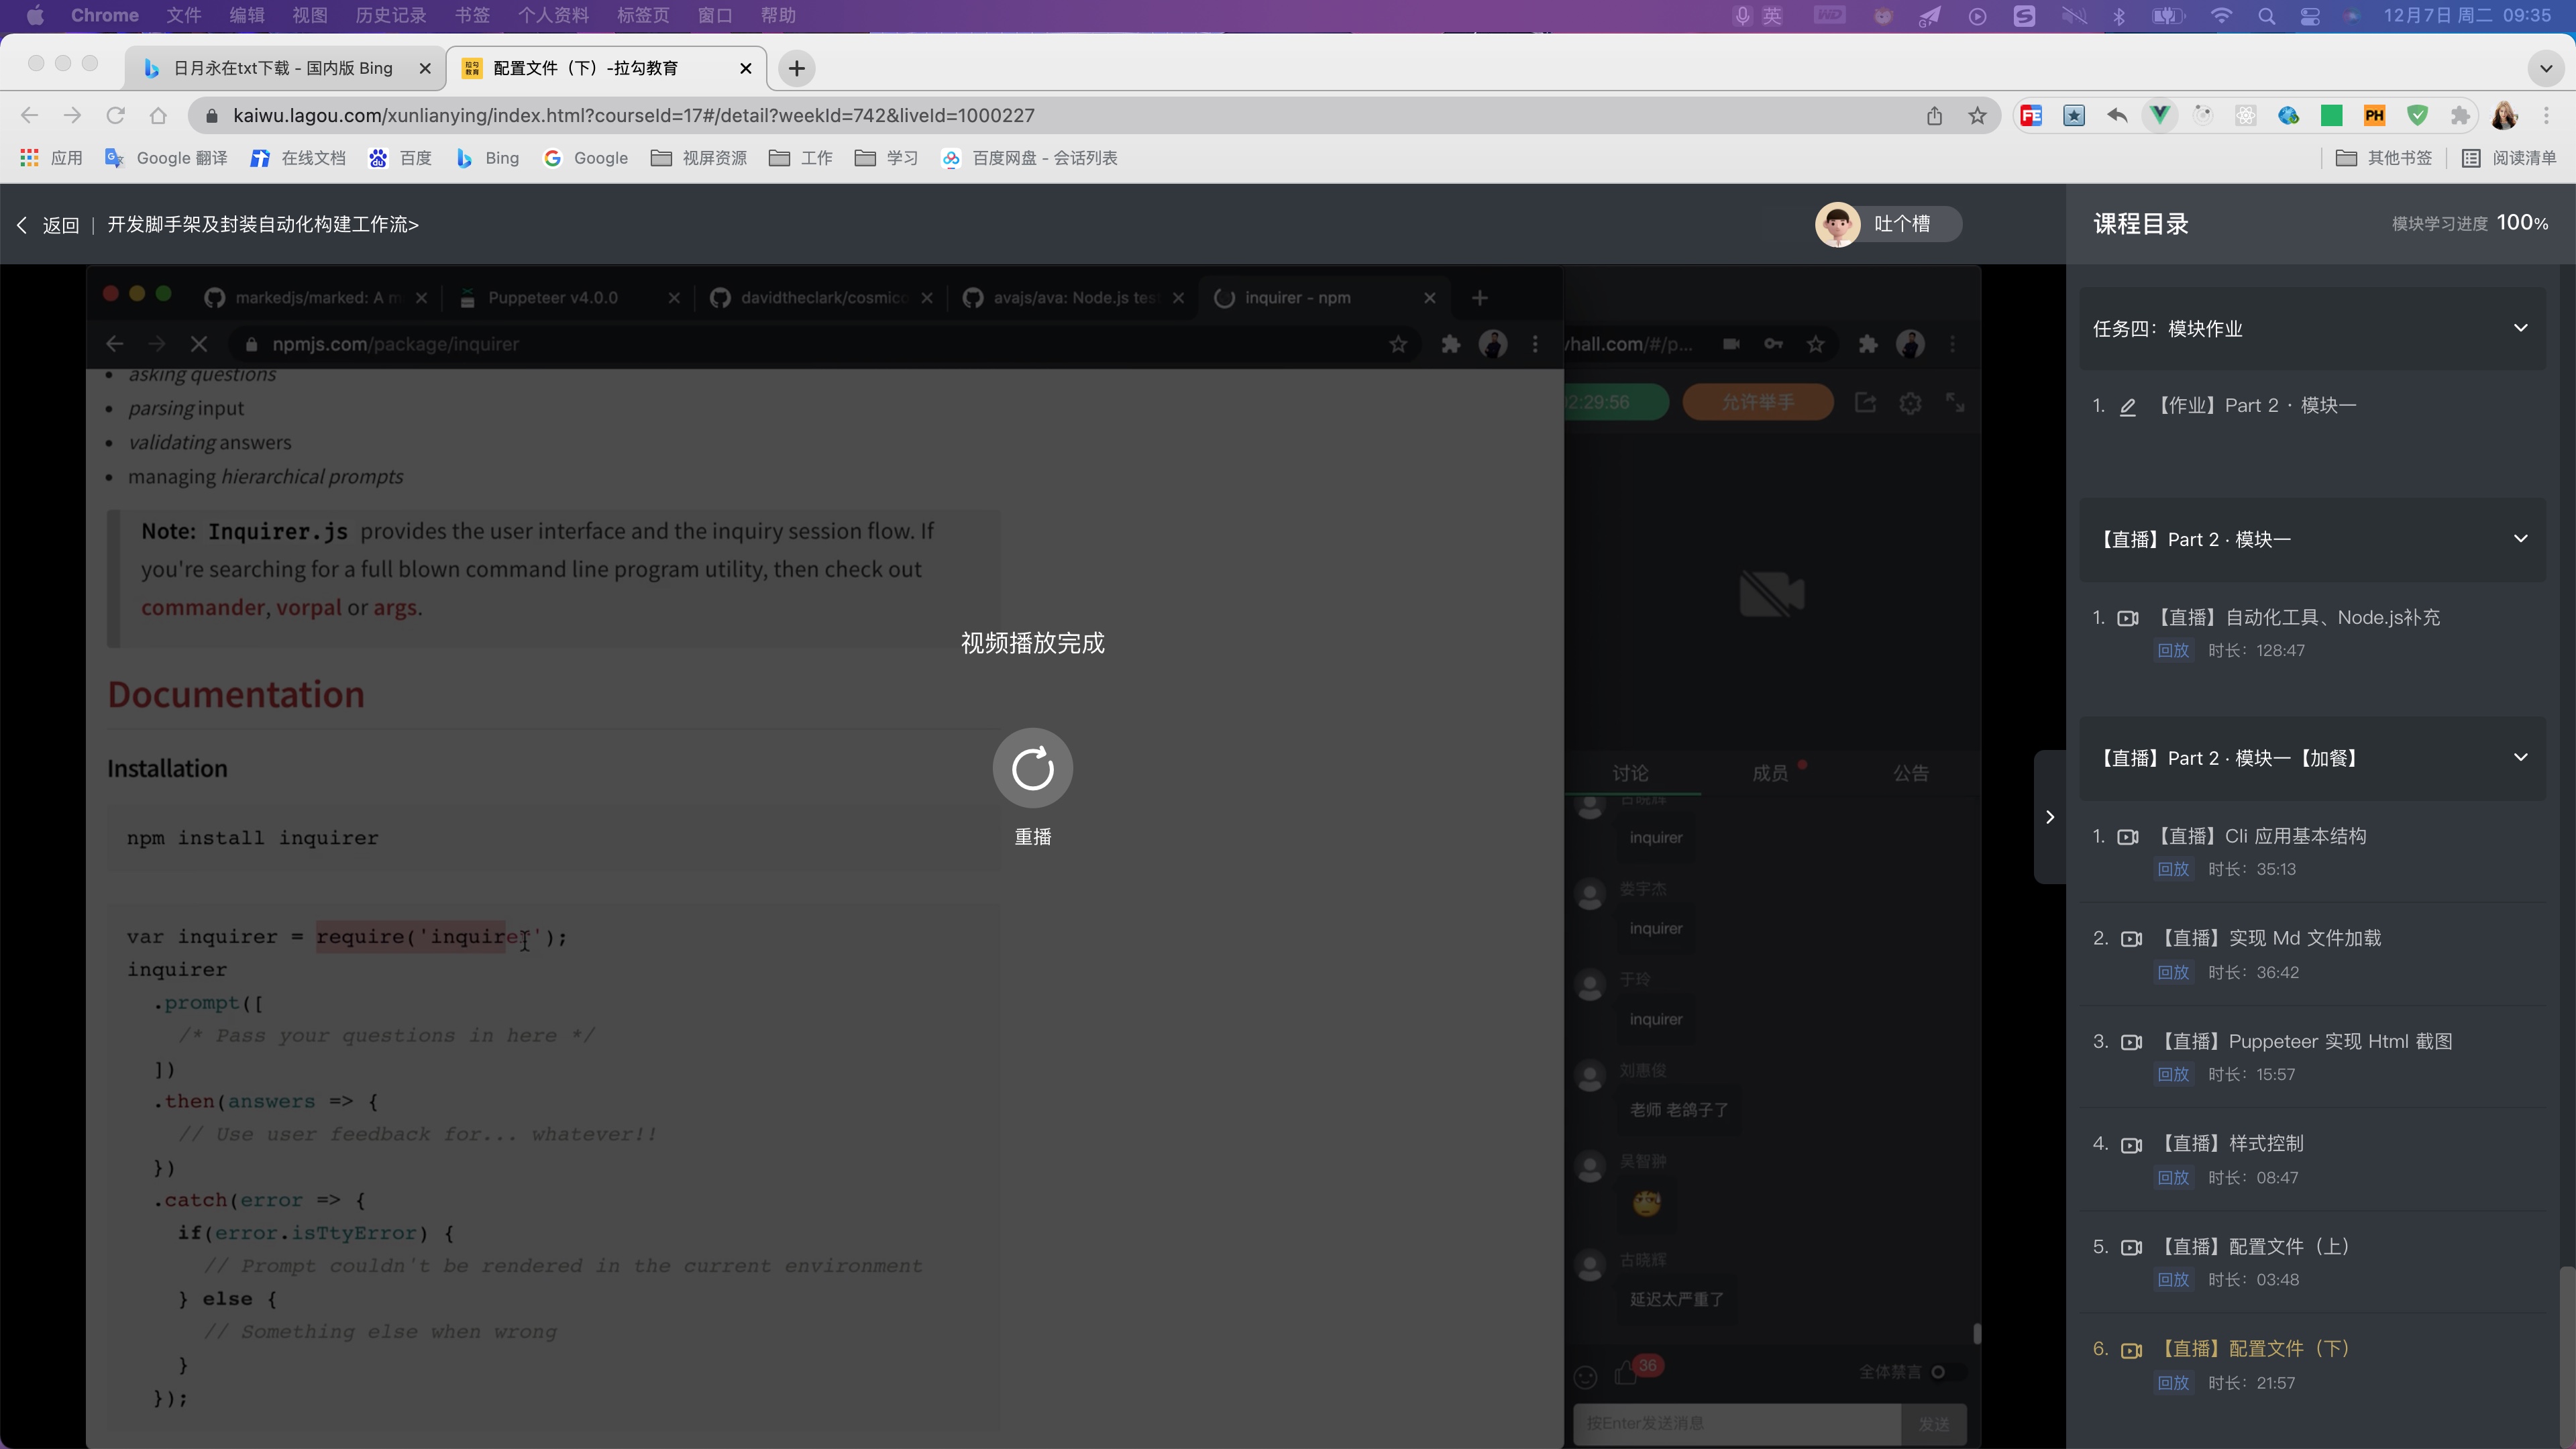 Chrome 文件 编辑 视图 历史记录 书签 个人资料 标签页 窗口 帮助
英 12月7日 周二 09:35
日月永在txt下载 - 国内版 Bing
配置文件（下）-拉勾教育
kaiwu.lagou.com/xunlianying/index.html?courseId=17#/detail?weekId=742&liveId=1000227
应用 Google 翻译 在线文档 百度 Bing Google 视屏资源 工作 学习 百度网盘 - 会话列表 其他书签 阅读清单
返回 | 开发脚手架及封装自动化构建工作流>
吐个槽
markedjs/marked: A m
Puppeteer v4.0.0
davidtheclark/cosmico
avajs/ava: Node.js test
inquirer - npm
npmjs.com/package/inquirer
vhall.com/#/p...
asking questions
parsing input
validating answers
managing hierarchical prompts
Note: Inquirer.js provides the user interface and the inquiry session flow. If
you're searching for a full blown command line program utility, then check out
commander, vorpal or args.
视频播放完成
重播
Documentation
Installation
npm install inquirer
var inquirer = require('inquirer');
inquirer
.prompt([
/* Pass your questions in here */
])
.then(answers => {
// Use user feedback for... whatever!!
})
.catch(error => {
if(error.isTtyError) {
// Prompt couldn't be rendered in the current environment
} else {
// Something else when wrong
}
});
2:29:56
允许举手
讨论 成员 公告
古晓辉
inquirer
娄宇杰
inquirer
于玲
inquirer
刘惠俊
老师 老鸽子了
吴智翀
古晓辉
延迟太严重了
36
全体禁言
按Enter发送消息
发送
课程目录 模块学习进度 100%
任务四：模块作业
1. 【作业】Part 2 · 模块一
【直播】Part 2 · 模块一
1. 【直播】自动化工具、Node.js补充
回放 时长：128:47
【直播】Part 2 · 模块一【加餐】
1. 【直播】Cli 应用基本结构
回放 时长：35:13
2. 【直播】实现 Md 文件加载
回放 时长：36:42
3. 【直播】Puppeteer 实现 Html 截图
回放 时长：15:57
4. 【直播】样式控制
回放 时长：08:47
5. 【直播】配置文件（上）
回放 时长：03:48
6. 【直播】配置文件（下）
回放 时长：21:57